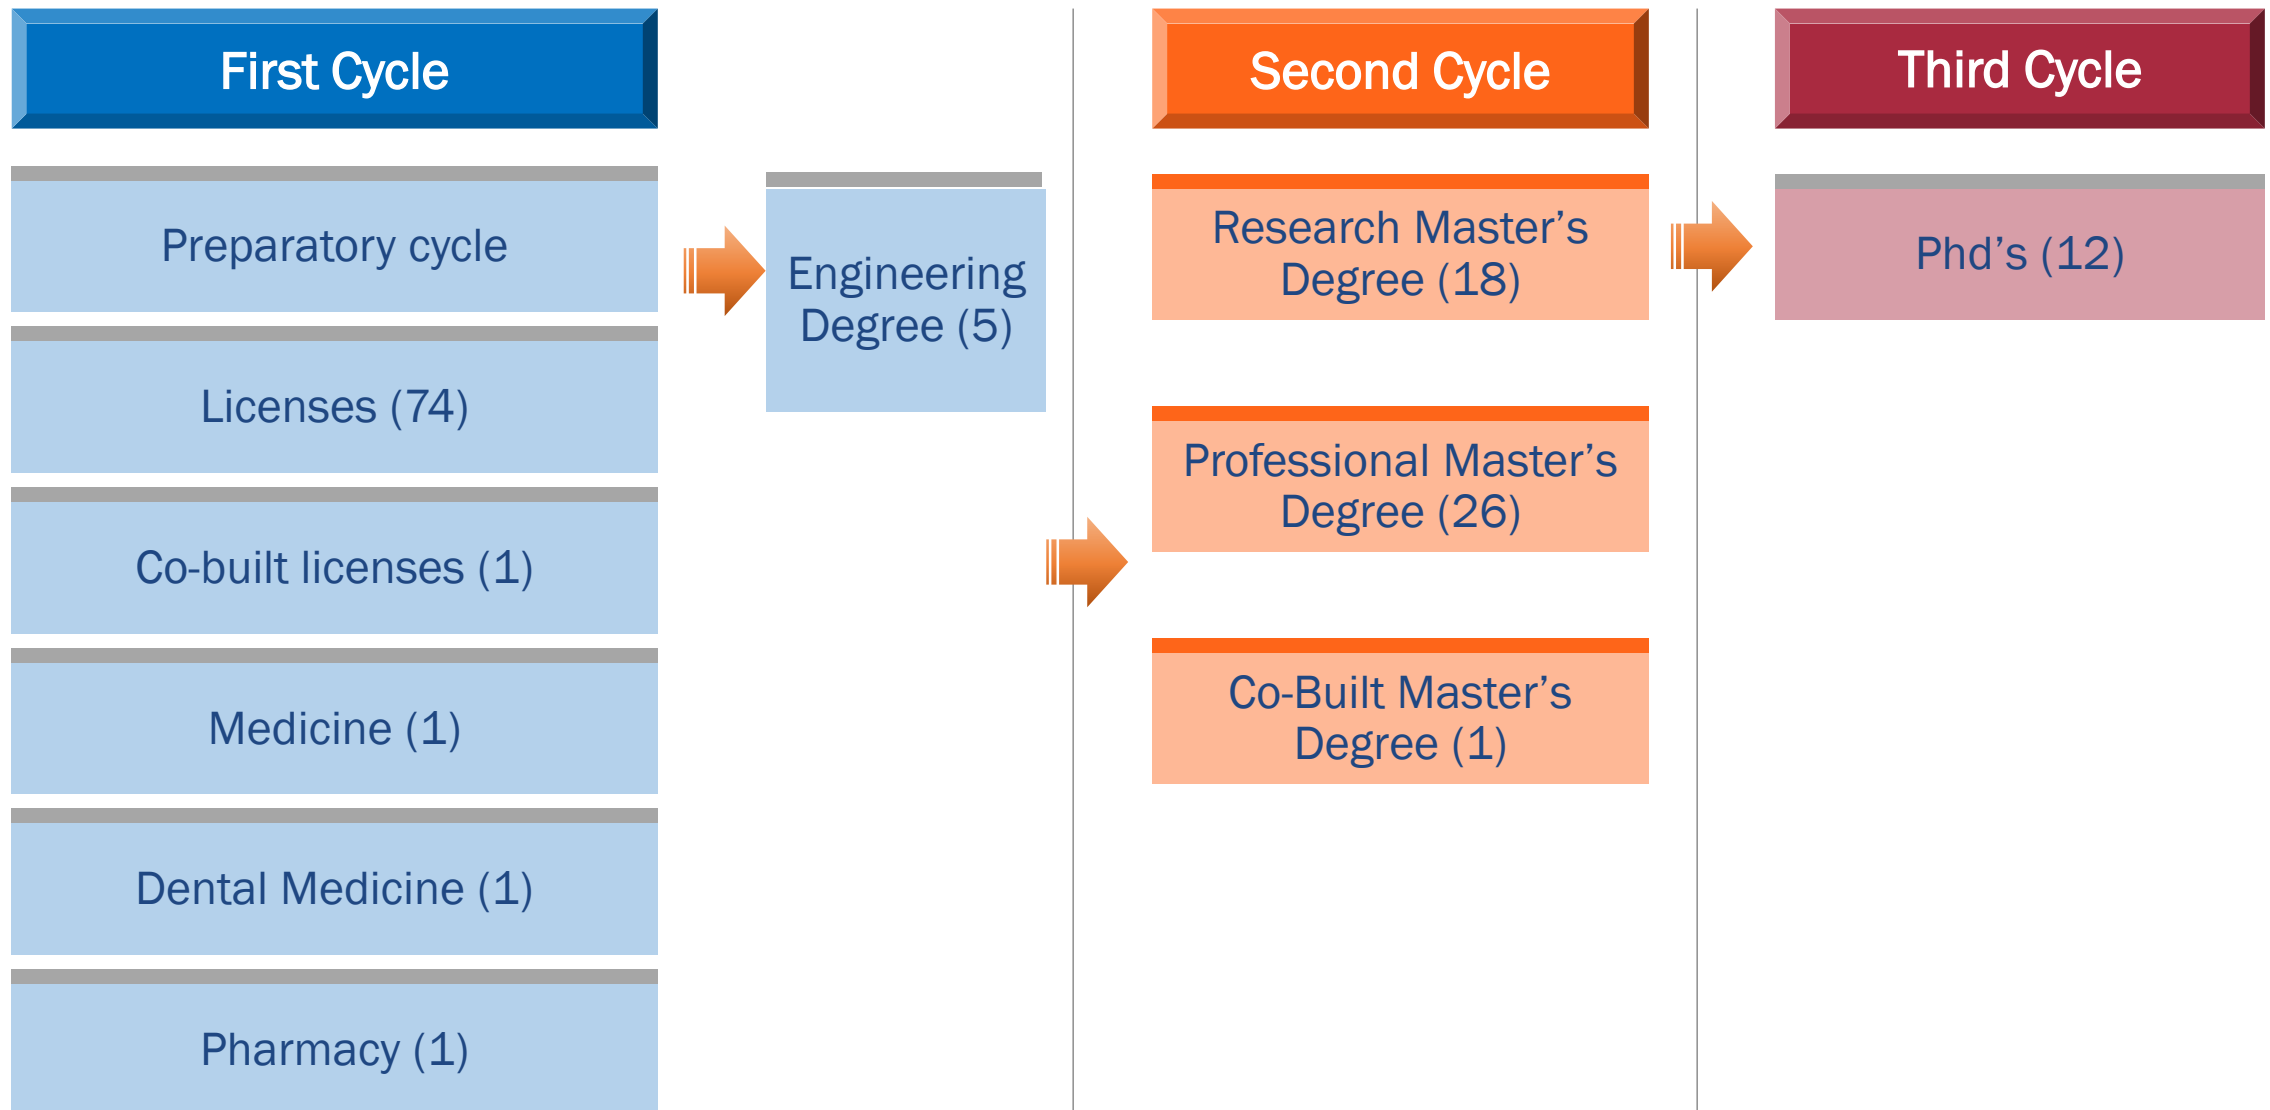 First Cycle
Second Cycle
Third Cycle
Preparatory cycle
Licenses (74)
Co-built licenses (1)
Medicine (1)
Dental Medicine (1)
Pharmacy (1)
Engineering
Degree (5)
Research Master’s
Degree (18)
Professional Master’s
Degree (26)
Co-Built Master’s
Degree (1)
Phd’s (12)